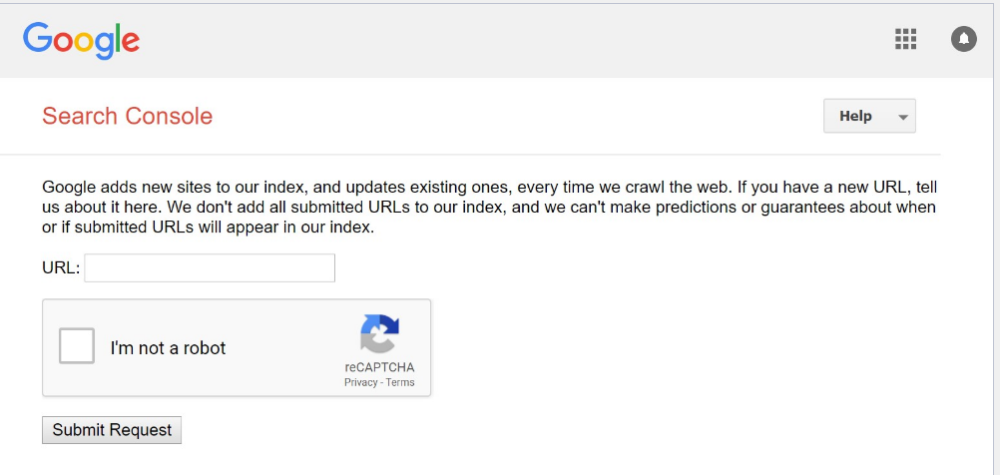 Google
Search Console
Help
Google adds new sites to our index, and updates existing ones, every time we crawl the web. If you have a new URL, tell
us about it here. We don't add all submitted URLs to our index, and we can't make predictions or guarantees about when
or if submitted URLs will appear in our index.
URL:
I'm not a robot
reCAPTCHA
Privacy - Terms
Submit Request